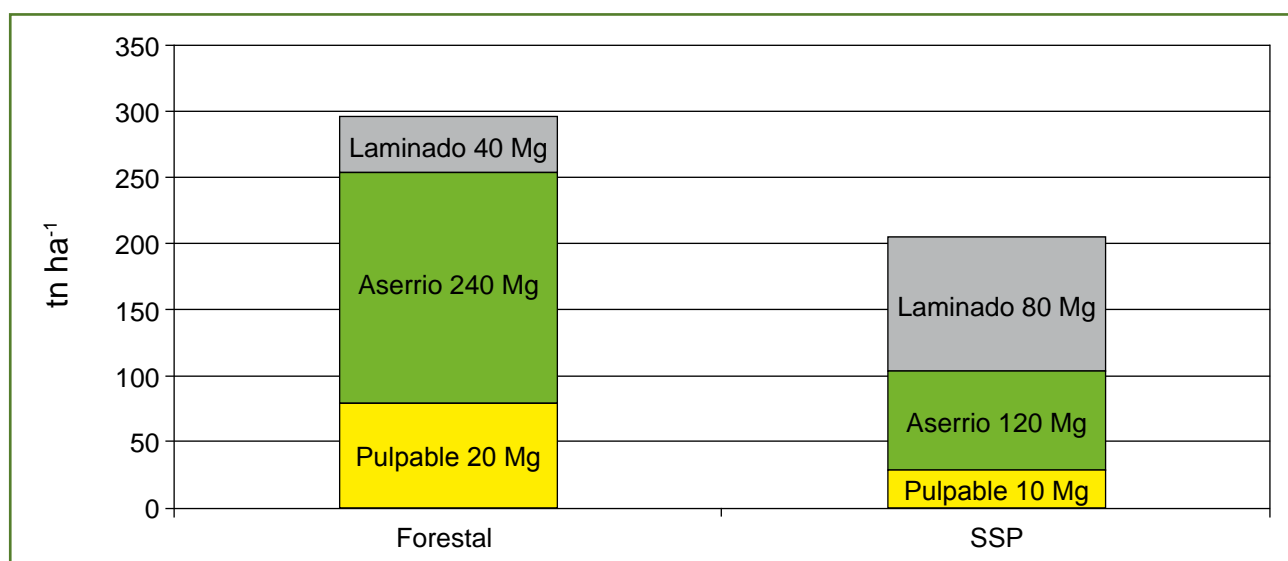 350
300
250
200
150
100
50
0
tn ha-1
Laminado 40 Mg
Aserrio 240 Mg
Pulpable 20 Mg
Laminado 80 Mg
Aserrio 120 Mg
Pulpable 10 Mg
Forestal
SSP